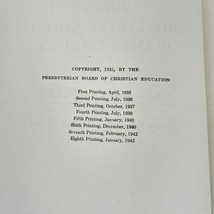 COPYRIGHT, 1935, BY THE
PRESBYTERIAN BOARD OF CHRISTIAN EDUCATION
First Printing, April, 1935
Second Printing, July, 1936
Third Printing, October, 1937
Fourth Printing, July, 1938
Fifth Printing, January, 1940
Sixth Printing, December, 1940
Seventh Printing, February, 1942
Eighth Printing, January, 1943